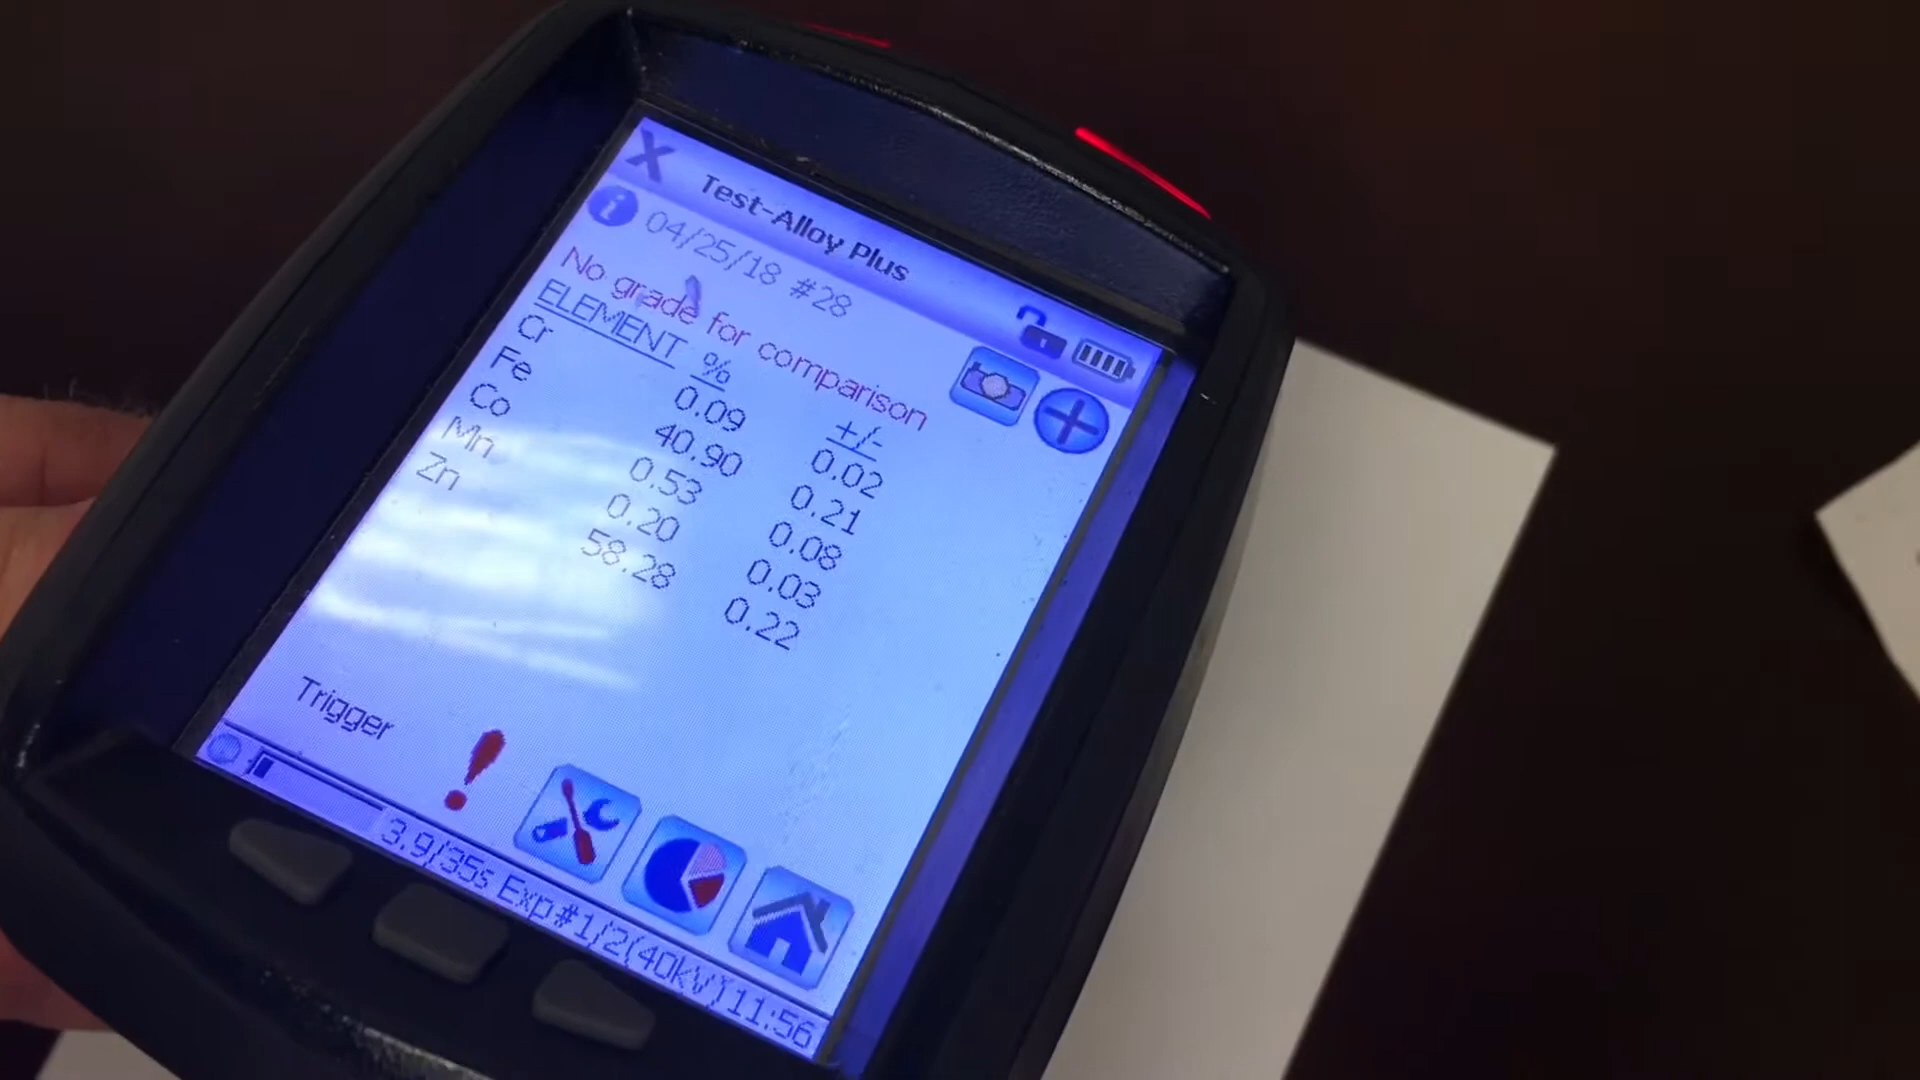 Test-Alloy Plus
04/25/18 #28
No grade for comparison
ELEMENT % +/-
Cr 0.09 0.02
Fe 40.90 0.21
Co 0.53 0.08
Mn 0.20 0.03
Zn 58.28 0.22
Trigger
3.9/35s Exp#1/2(40kV) 11:56